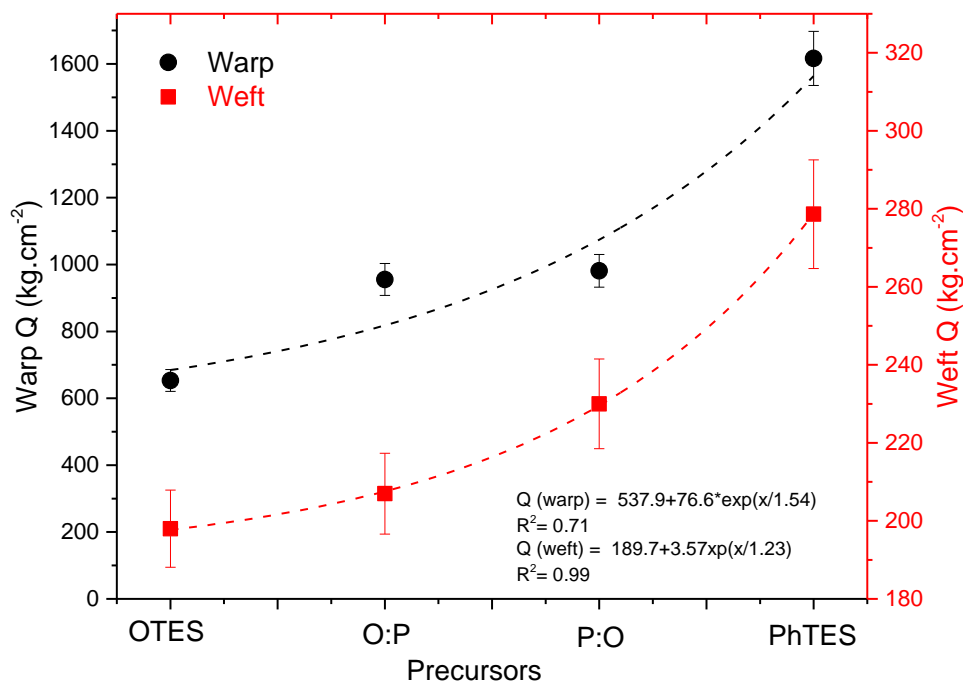 Warp
Weft
Warp Q (kg.cm⁻²)
1600
1400
1200
1000
800
600
400
200
0
Weft Q (kg.cm⁻²)
320
310
300
280
260
240
220
200
180
Q (warp) = 537.9+76.6*exp(x/1.54)
R²= 0.71
Q (weft) = 189.7+3.57xp(x/1.23)
R²= 0.99
OTES O:P P:O PhTES
Precursors